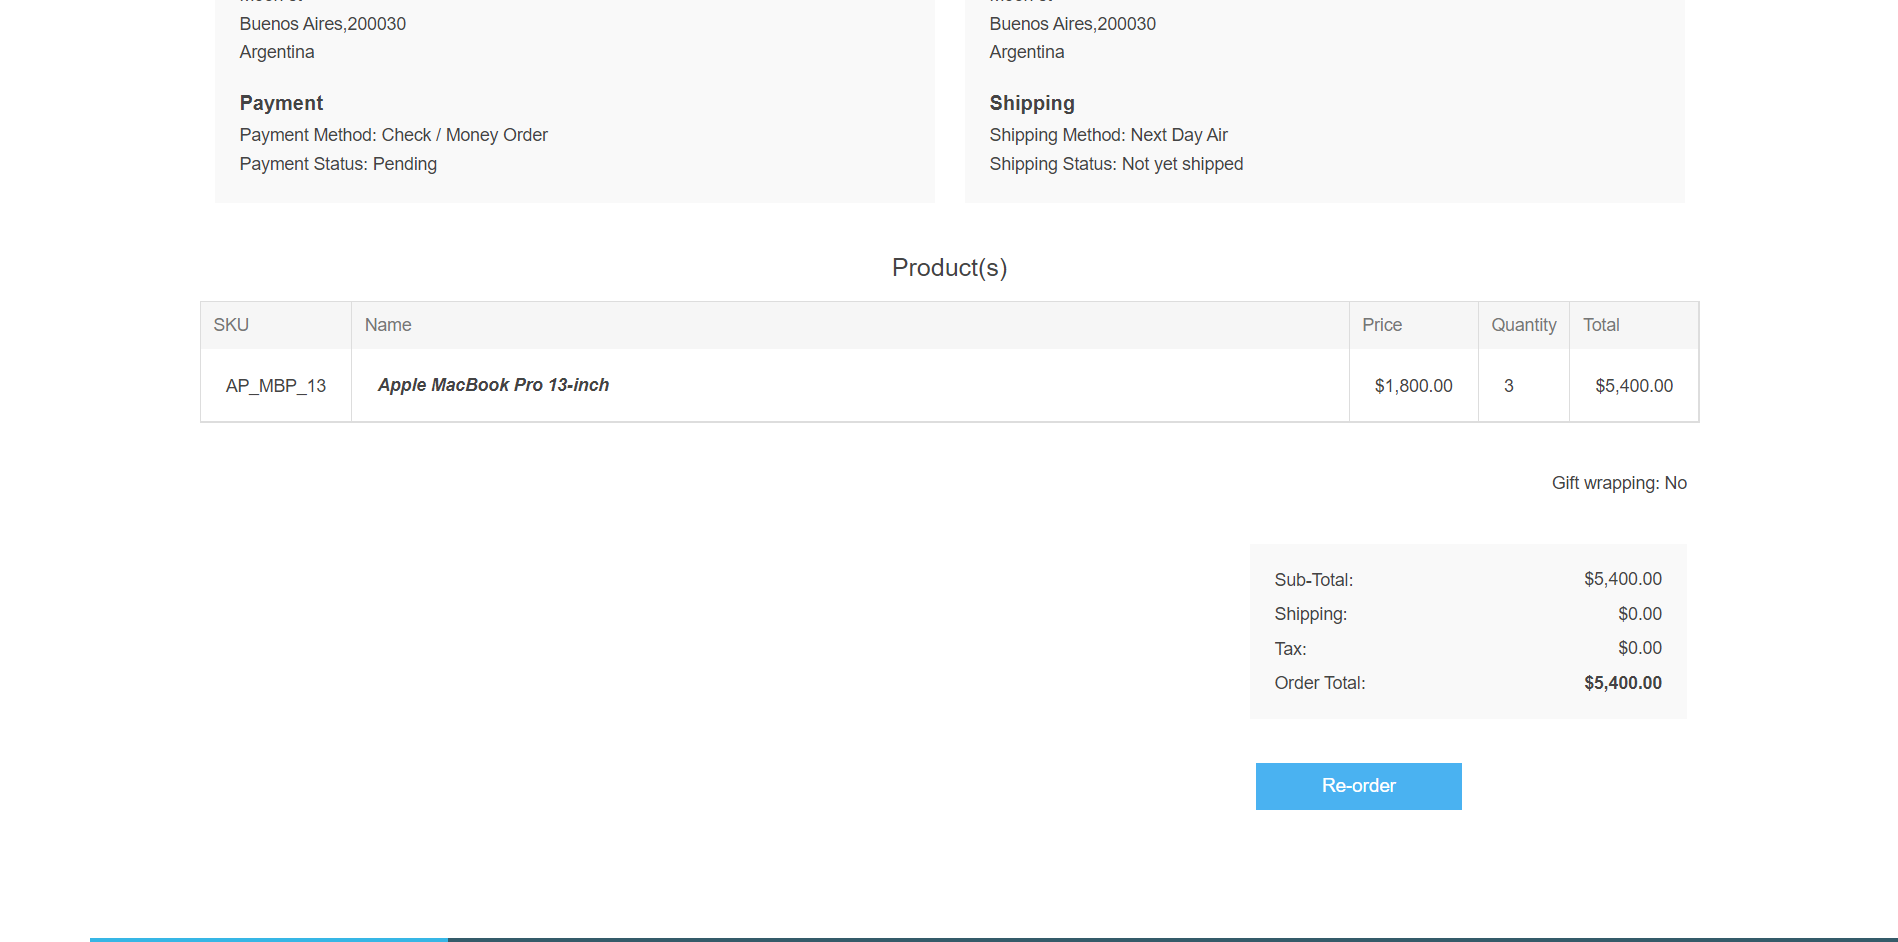 Buenos Aires,200030
Argentina
Payment
Payment Method: Check / Money Order
Payment Status: Pending
Buenos Aires,200030
Argentina
Shipping
Shipping Method: Next Day Air
Shipping Status: Not yet shipped
Product(s)
SKU Name Price Quantity Total
AP_MBP_13 Apple MacBook Pro 13-inch $1,800.00 3 $5,400.00
Gift wrapping: No
Sub-Total: $5,400.00
Shipping: $0.00
Tax: $0.00
Order Total: $5,400.00
Re-order